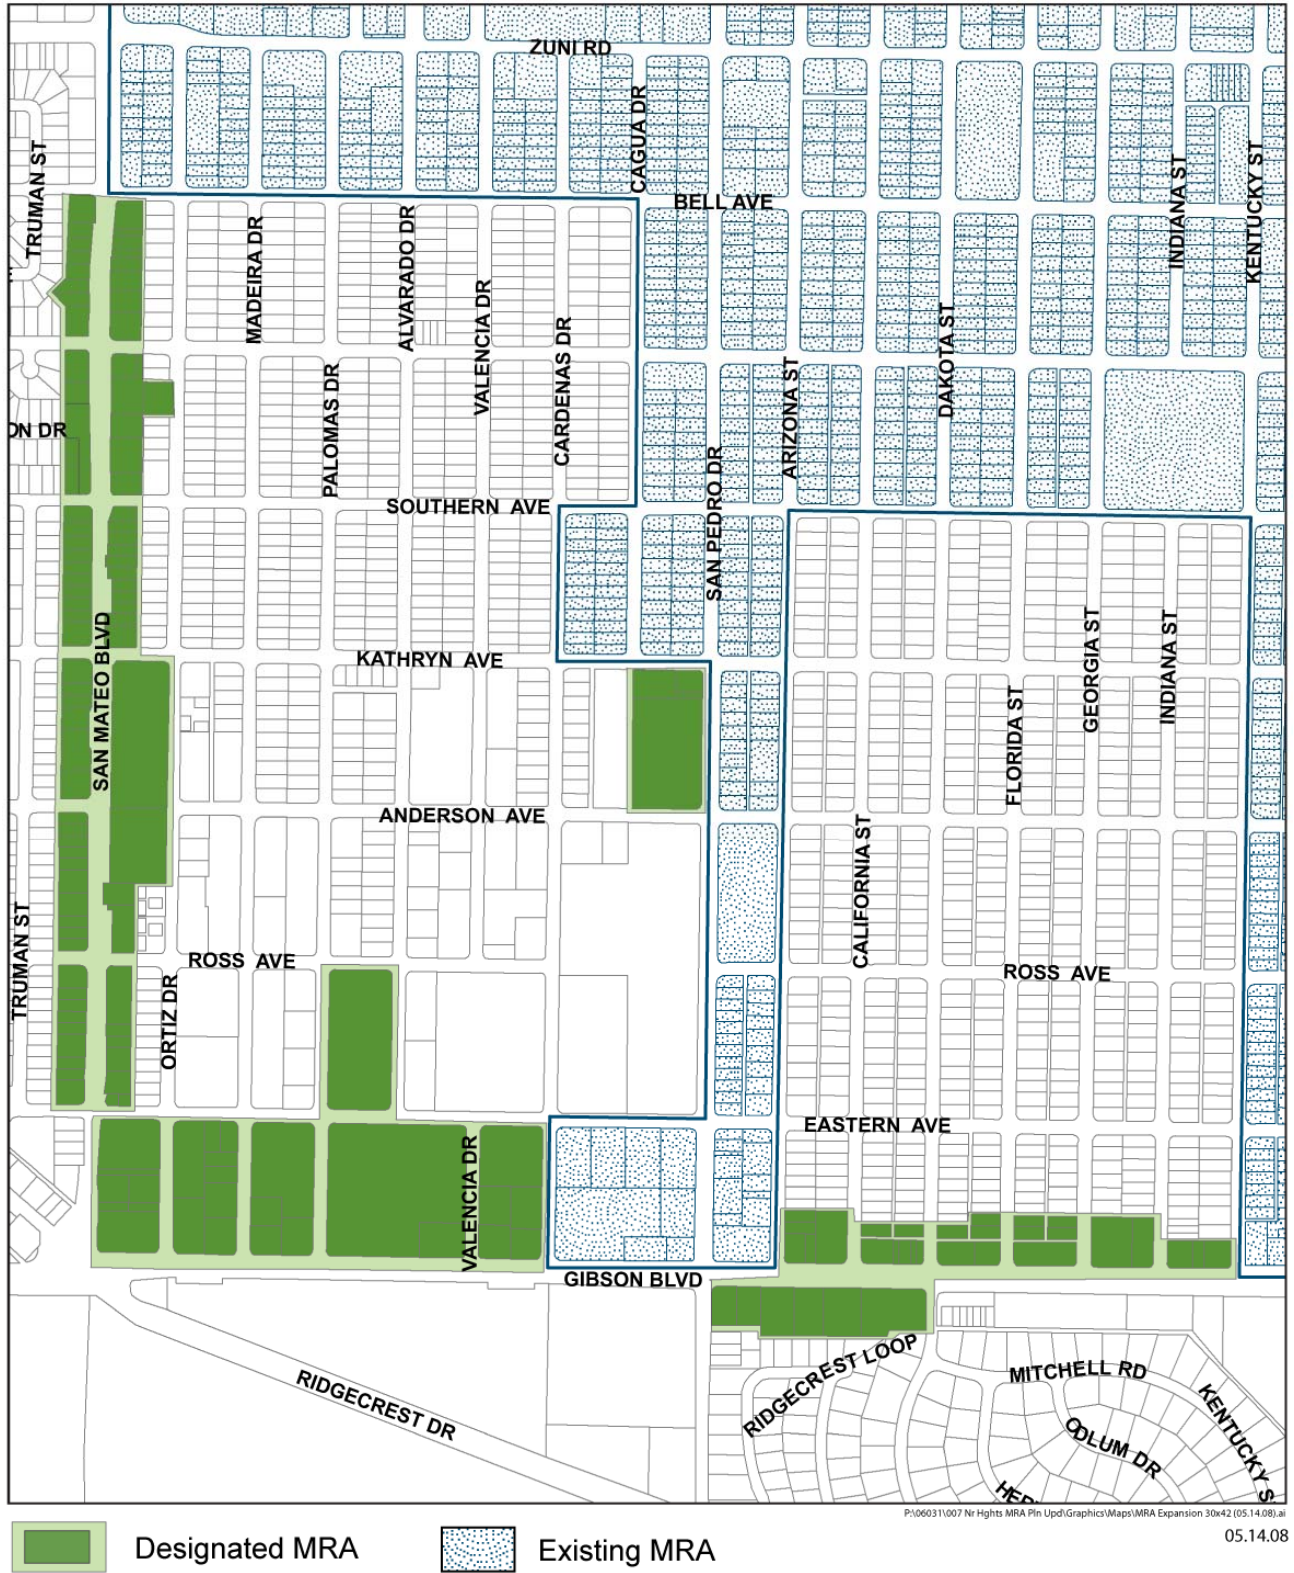 ZUNI RD
CAGUA DR
TRUMAN ST
INDIANA ST
KENTUCKY ST
BELL AVE
MADEIRA DR
ALVARADO DR
VALENCIA DR
CARDENAS DR
DAKOTA ST
PALOMAS DR
ARIZONA ST
ON DR
SAN PEDRO DR
SOUTHERN AVE
SAN MATEO BLVD
KATHRYN AVE
GEORGIA ST
INDIANA ST
FLORIDA ST
ANDERSON AVE
CALIFORNIA ST
TRUMAN ST
ROSS AVE
ROSS AVE
ORTIZ DR
EASTERN AVE
VALENCIA DR
GIBSON BLVD
RIDGECREST LOOP
RIDGECREST DR
MITCHELL RD
KENTUCKY S
ODLUM DR
P:\06031\007 Nr Hghts MRA Pln Upd\Graphics\Maps\MRA Expansion 30x42 (05.14.08).ai
05.14.08
Designated MRA
Existing MRA